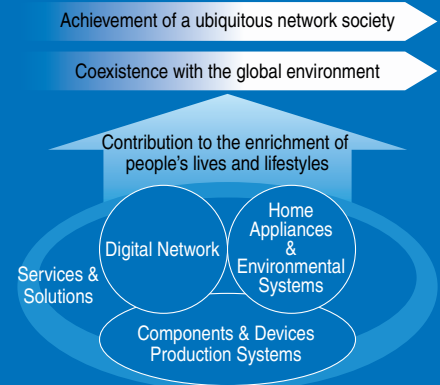 Achievement of a ubiquitous network society
Coexistence with the global environment
Contribution to the enrichment of
people's lives and lifestyles
Digital Network
Home
Appliances
&
Environmental
Systems
Services &
Solutions
Components & Devices
Production Systems